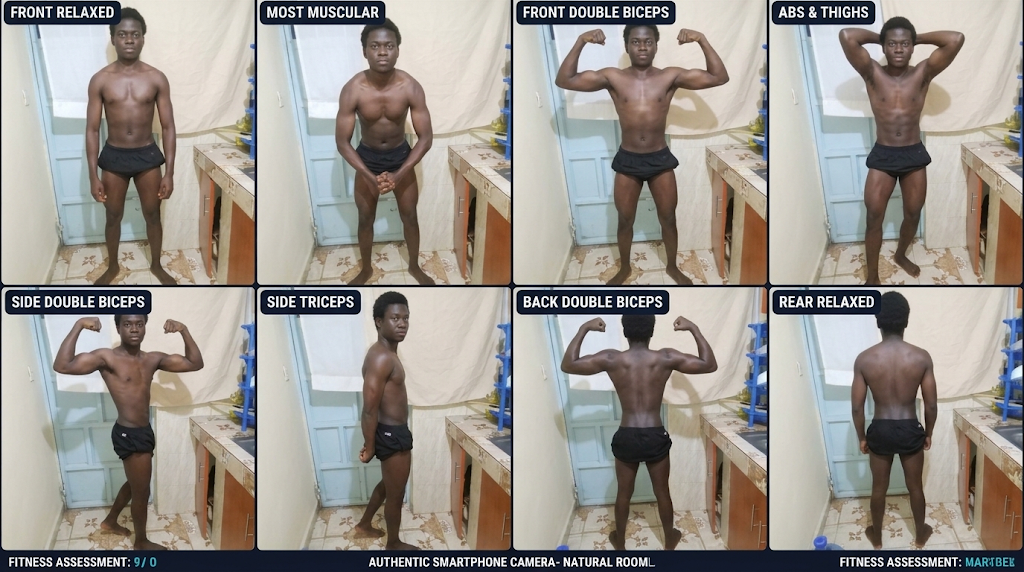 FRONT RELAXED
MOST MUSCULAR
FRONT DOUBLE BICEPS
ABS & THIGHS
SIDE DOUBLE BICEPS
SIDE TRICEPS
BACK DOUBLE BICEPS
REAR RELAXED
FITNESS ASSESSMENT: 9/ 0
AUTHENTIC SMARTPHONE CAMERA- NATURAL ROOM
FITNESS ASSESSMENT: